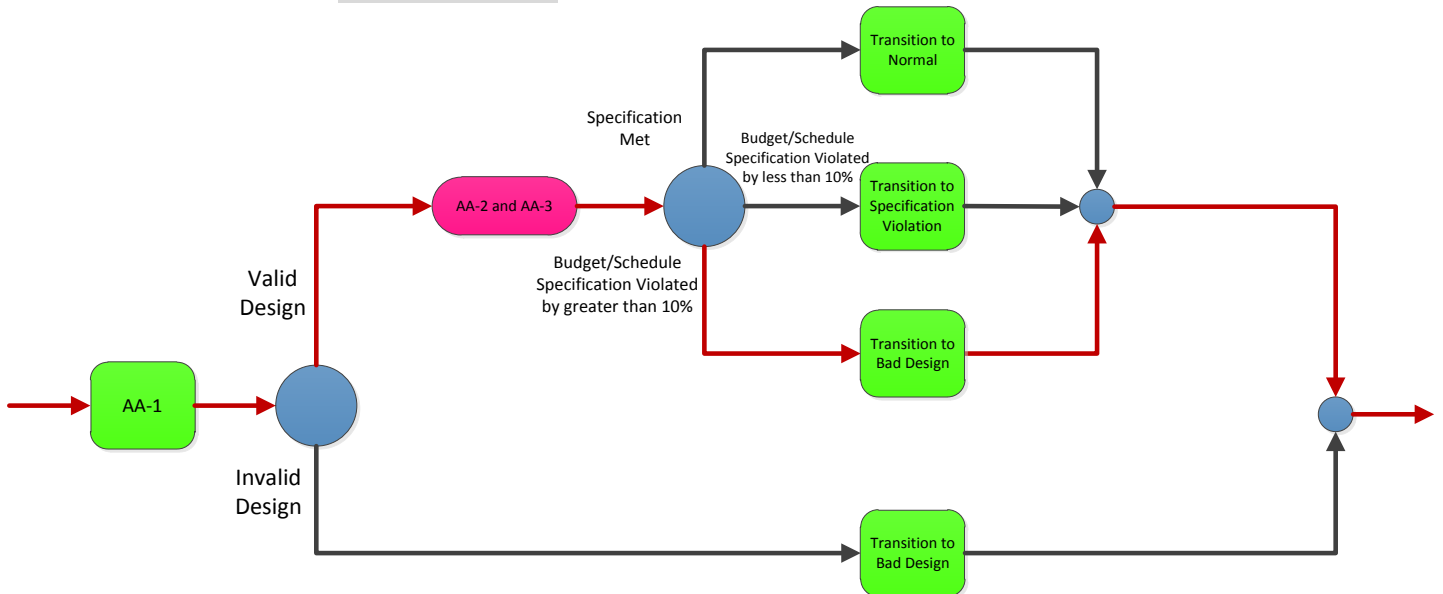 Transition to
Normal
Specification
Met
Budget/Schedule
Specification Violated
by less than 10%
Transition to
Specification
Violation
AA-2 and AA-3
Budget/Schedule
Specification Violated
by greater than 10%
Valid
Design
Transition to
Bad Design
AA-1
Invalid
Design
Transition to
Bad Design